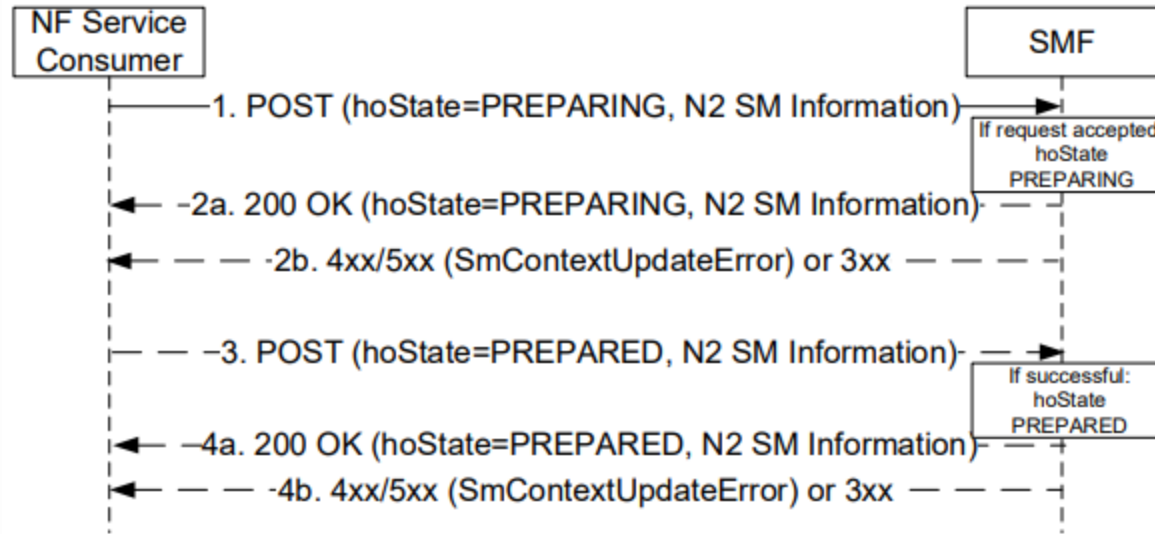 NF Service
Consumer
SMF
1. POST (hoState=PREPARING, N2 SM Information)
If request accepted
hoState
PREPARING
2a. 200 OK (hoState=PREPARING, N2 SM Information)
2b. 4xx/5xx (SmContextUpdateError) or 3xx
3. POST (hoState=PREPARED, N2 SM Information)
If successful:
hoState
PREPARED
4a. 200 OK (hoState=PREPARED, N2 SM Information)
4b. 4xx/5xx (SmContextUpdateError) or 3xx